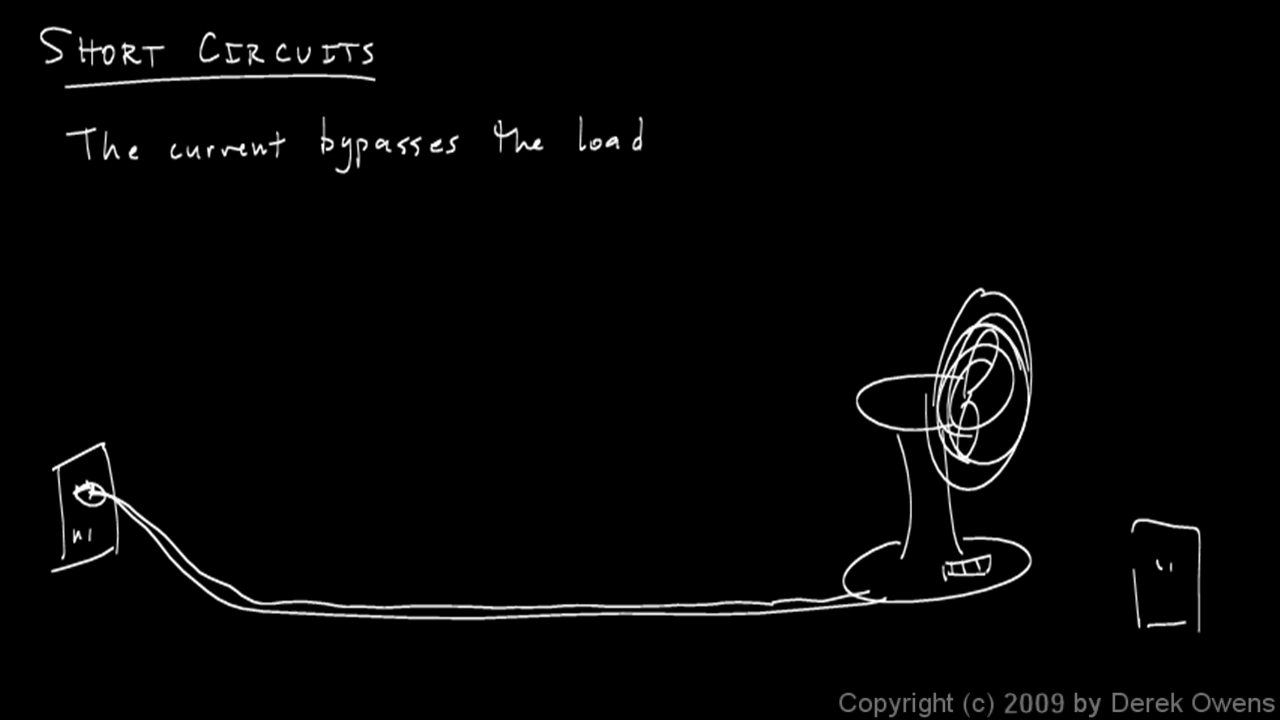 SHORT CIRCUITS
The current bypasses the load
Copyright (c) 2009 by Derek Owens